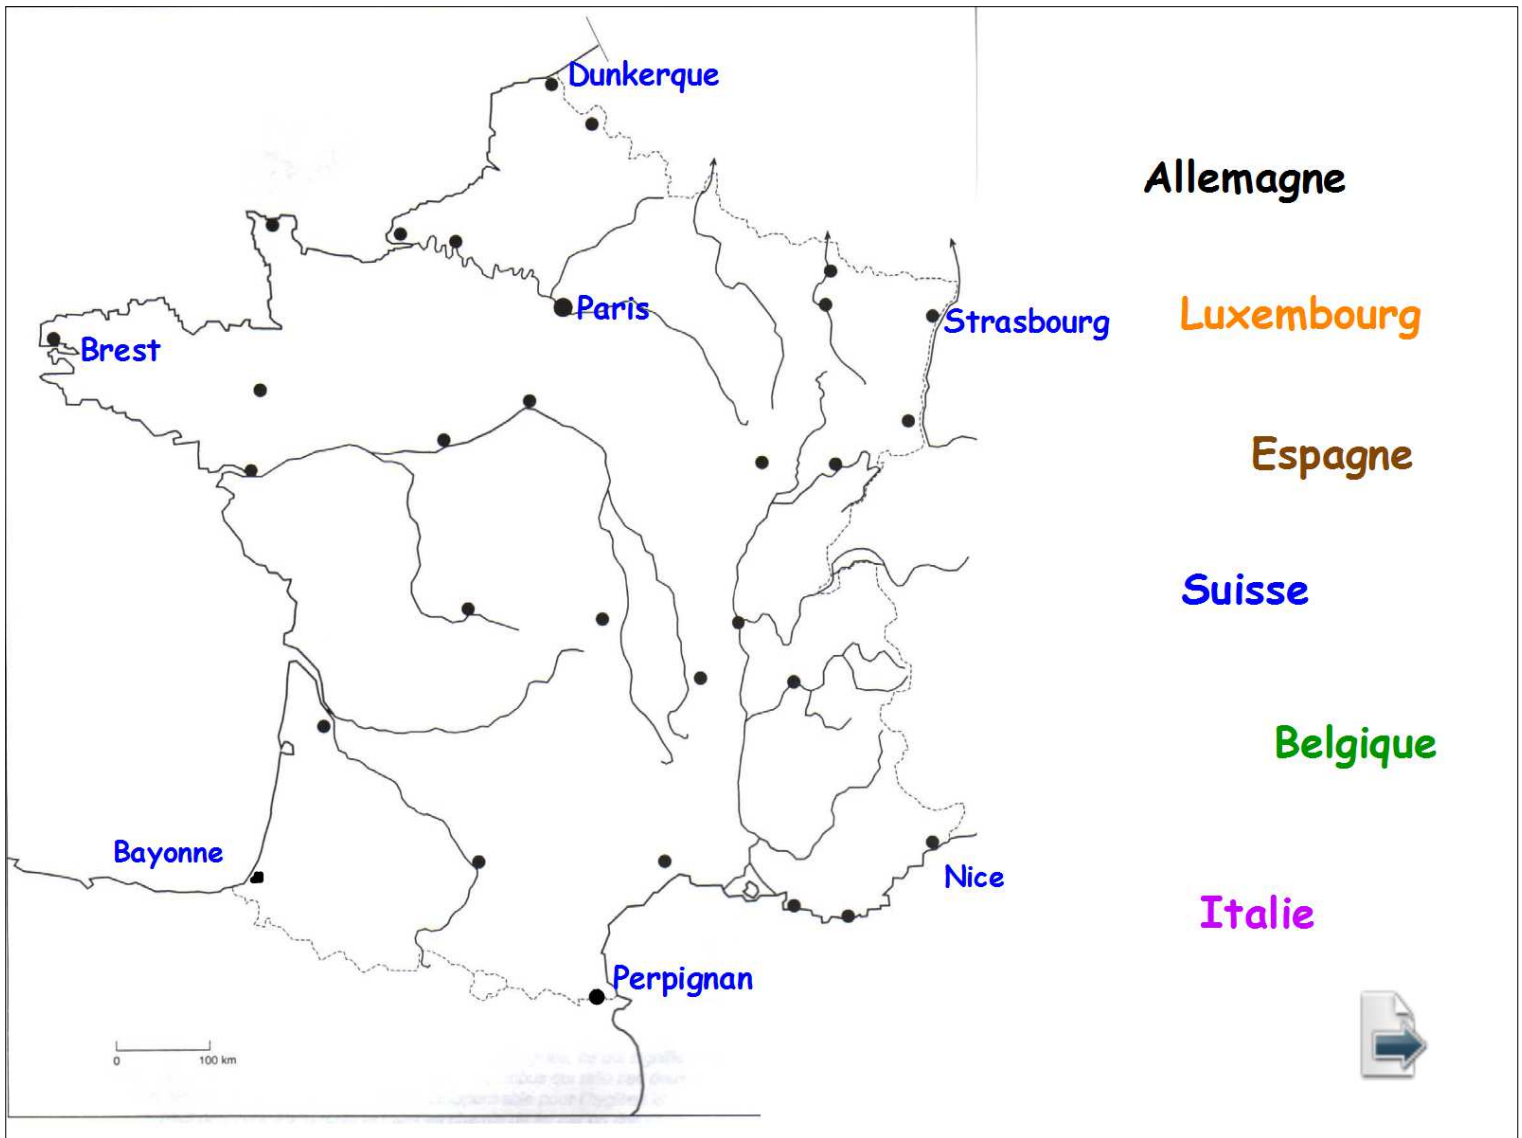 Dunkerque
Allemagne
Paris
Strasbourg
Luxembourg
Brest
Espagne
Suisse
Belgique
Bayonne
Nice
Italie
Perpignan
0 100 km